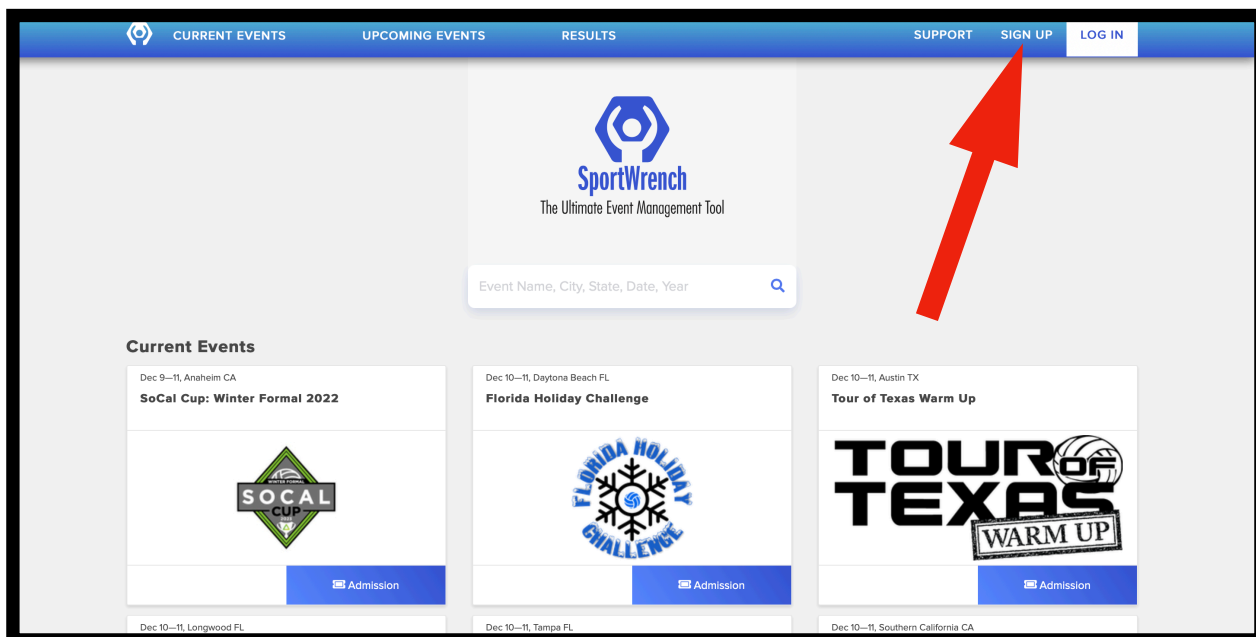 CURRENT EVENTS UPCOMING EVENTS RESULTS SUPPORT SIGN UP LOG IN
SportWrench
The Ultimate Event Management Tool
Event Name, City, State, Date, Year
Current Events
Dec 9—11, Anaheim CA
SoCal Cup: Winter Formal 2022
WINTER FORMAL
SOCAL
CUP
Admission
Dec 10—11, Daytona Beach FL
Florida Holiday Challenge
FLORIDA HOLIDAY
CHALLENGE
Admission
Dec 10—11, Austin TX
Tour of Texas Warm Up
TOUR OF
TEXAS
WARM UP
Admission
Dec 10—11, Longwood FL
Dec 10—11, Tampa FL
Dec 10—11, Southern California CA